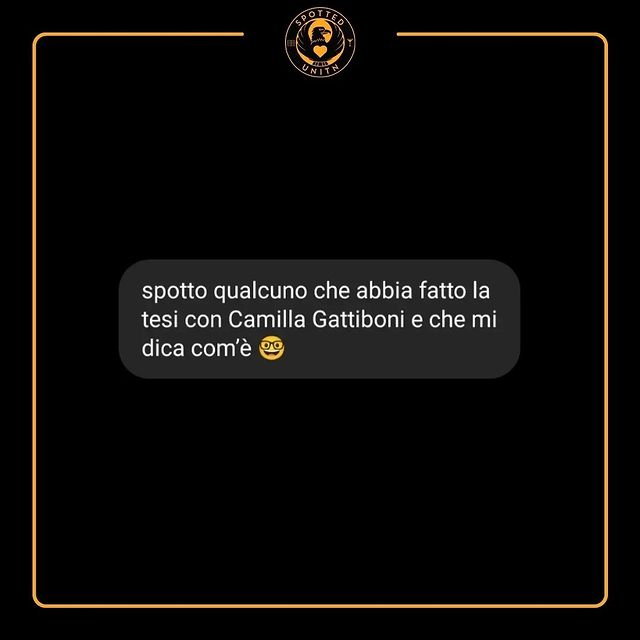 SPOTTED
UNITN
spotto qualcuno che abbia fatto la
tesi con Camilla Gattiboni e che mi
dica com’è 🤓